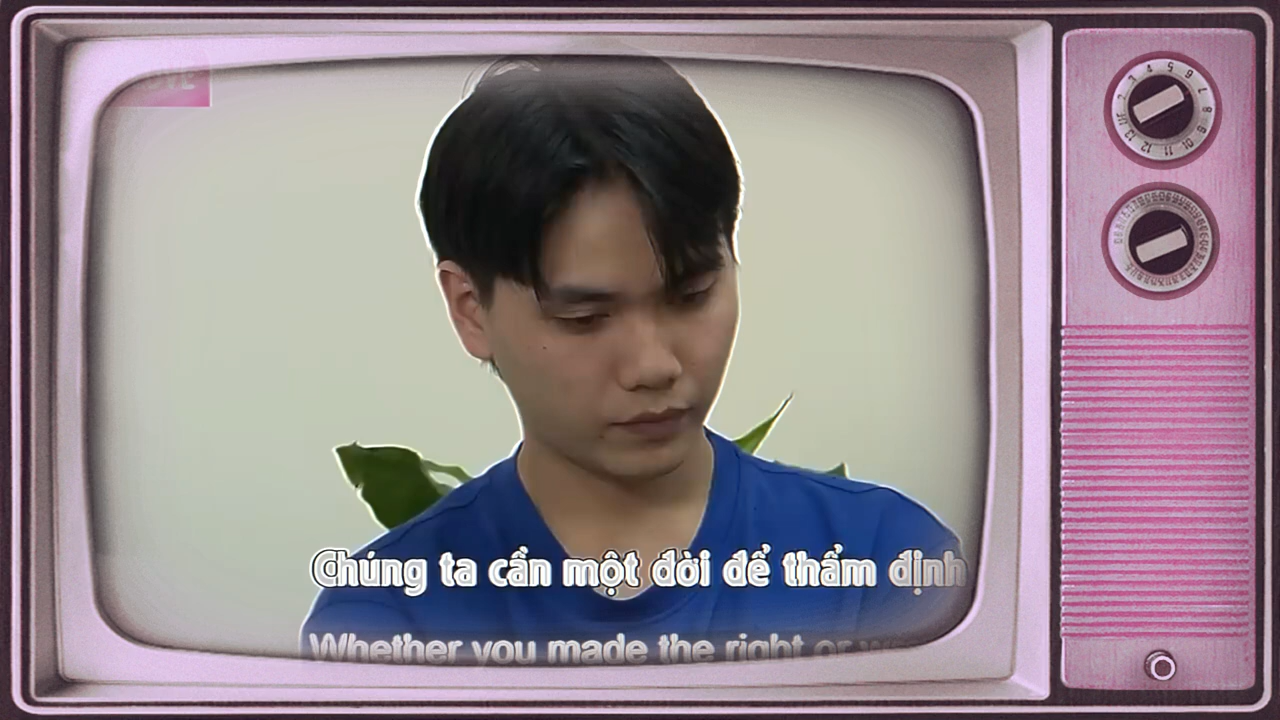 Chúng ta cần một đời để thẩm định
Whether you made the right or